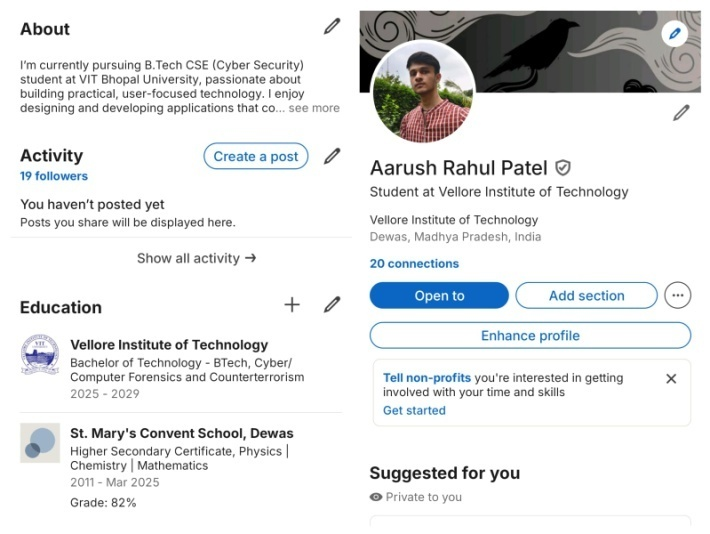 About
I'm currently pursuing B.Tech CSE (Cyber Security)
student at VIT Bhopal University, passionate about
building practical, user-focused technology. I enjoy
designing and developing applications that co... see more
Activity
Create a post
19 followers
You haven't posted yet
Posts you share will be displayed here.
Show all activity →
Education
Vellore Institute of Technology
Bachelor of Technology - BTech, Cyber/
Computer Forensics and Counterterrorism
2025 - 2029
St. Mary's Convent School, Dewas
Higher Secondary Certificate, Physics |
Chemistry | Mathematics
2011 - Mar 2025
Grade: 82%
Aarush Rahul Patel
Student at Vellore Institute of Technology
Vellore Institute of Technology
Dewas, Madhya Pradesh, India
20 connections
Open to
Add section
Enhance profile
Tell non-profits you're interested in getting
involved with your time and skills
Get started
Suggested for you
Private to you